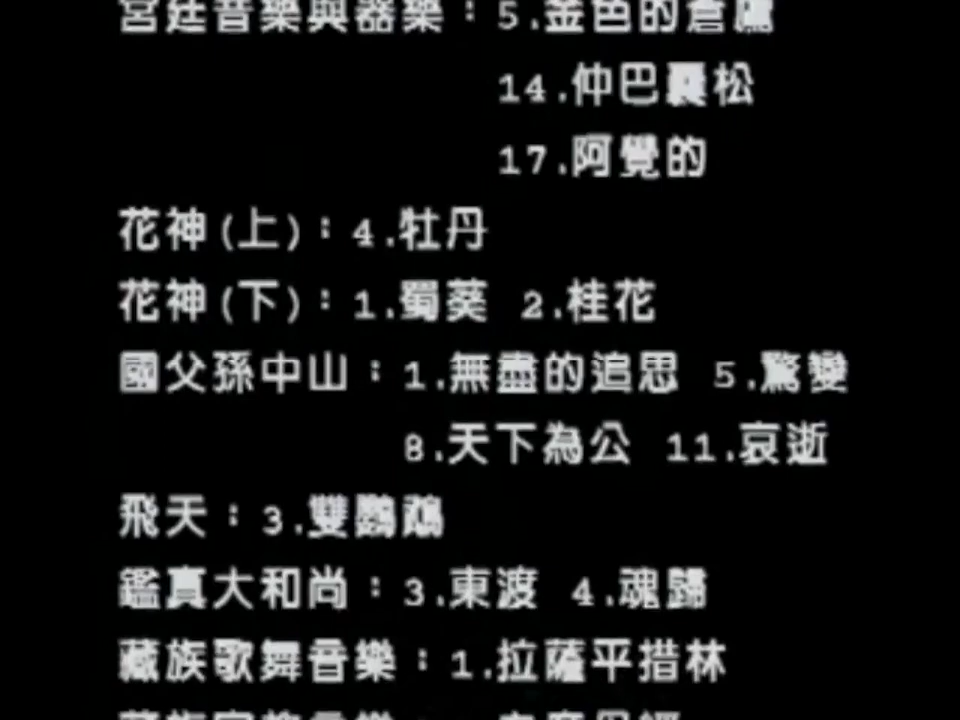 宮廷音樂與器樂：5.金色的倉鷹
14.仲巴松
17.阿覺的
花神(上)：4.牡丹
花神(下)：1.蜀葵 2.桂花
國父孫中山：1.無盡的追思 5.驚變
8.天下為公 11.哀逝
飛天：3.雙鸚鵡
鑑真大和尚：3.東渡 4.魂歸
藏族歌舞音樂：1.拉薩平措林